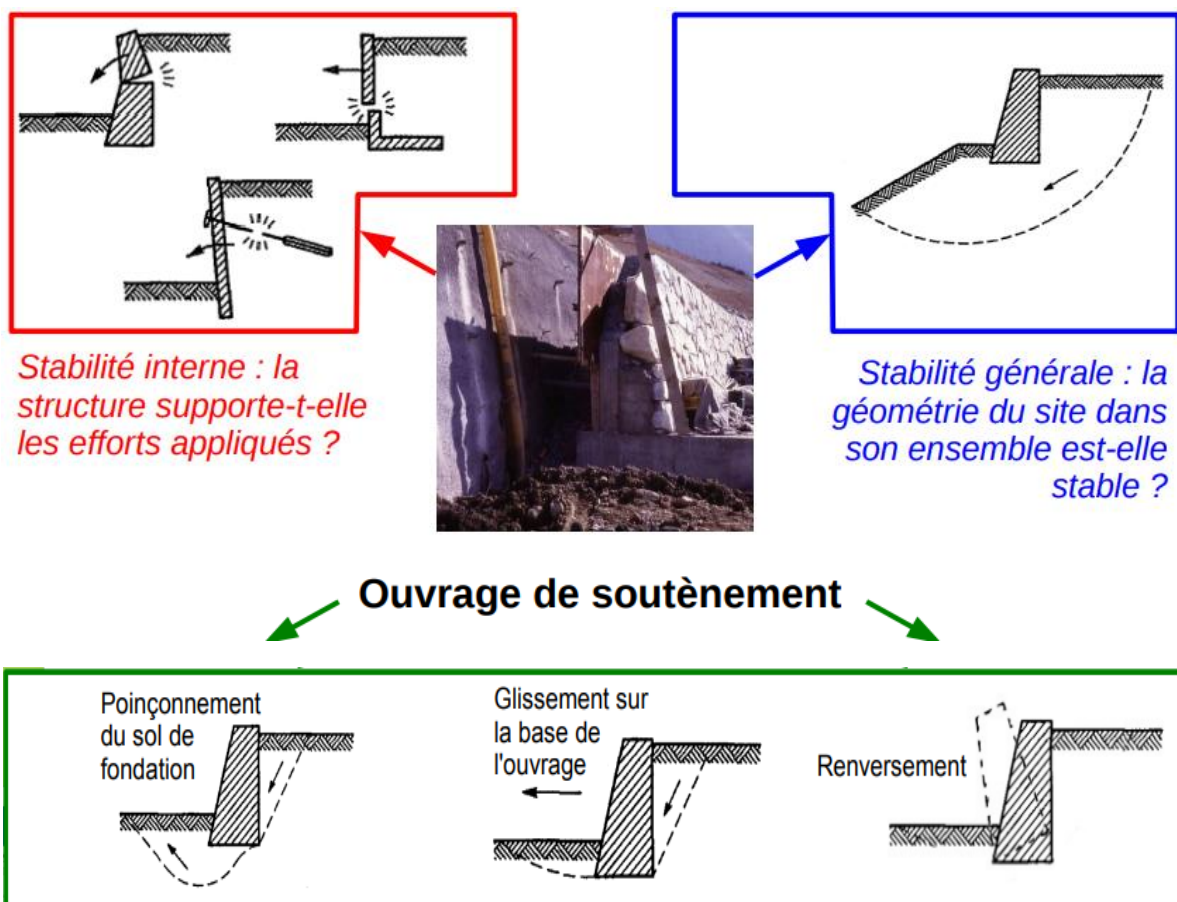 Stabilité interne : la
structure supporte-t-elle
les efforts appliqués ?
Stabilité générale : la
géométrie du site dans
son ensemble est-elle
stable ?
Ouvrage de soutènement
Poinçonnement
du sol de
fondation
Glissement sur
la base de
l'ouvrage
Renversement